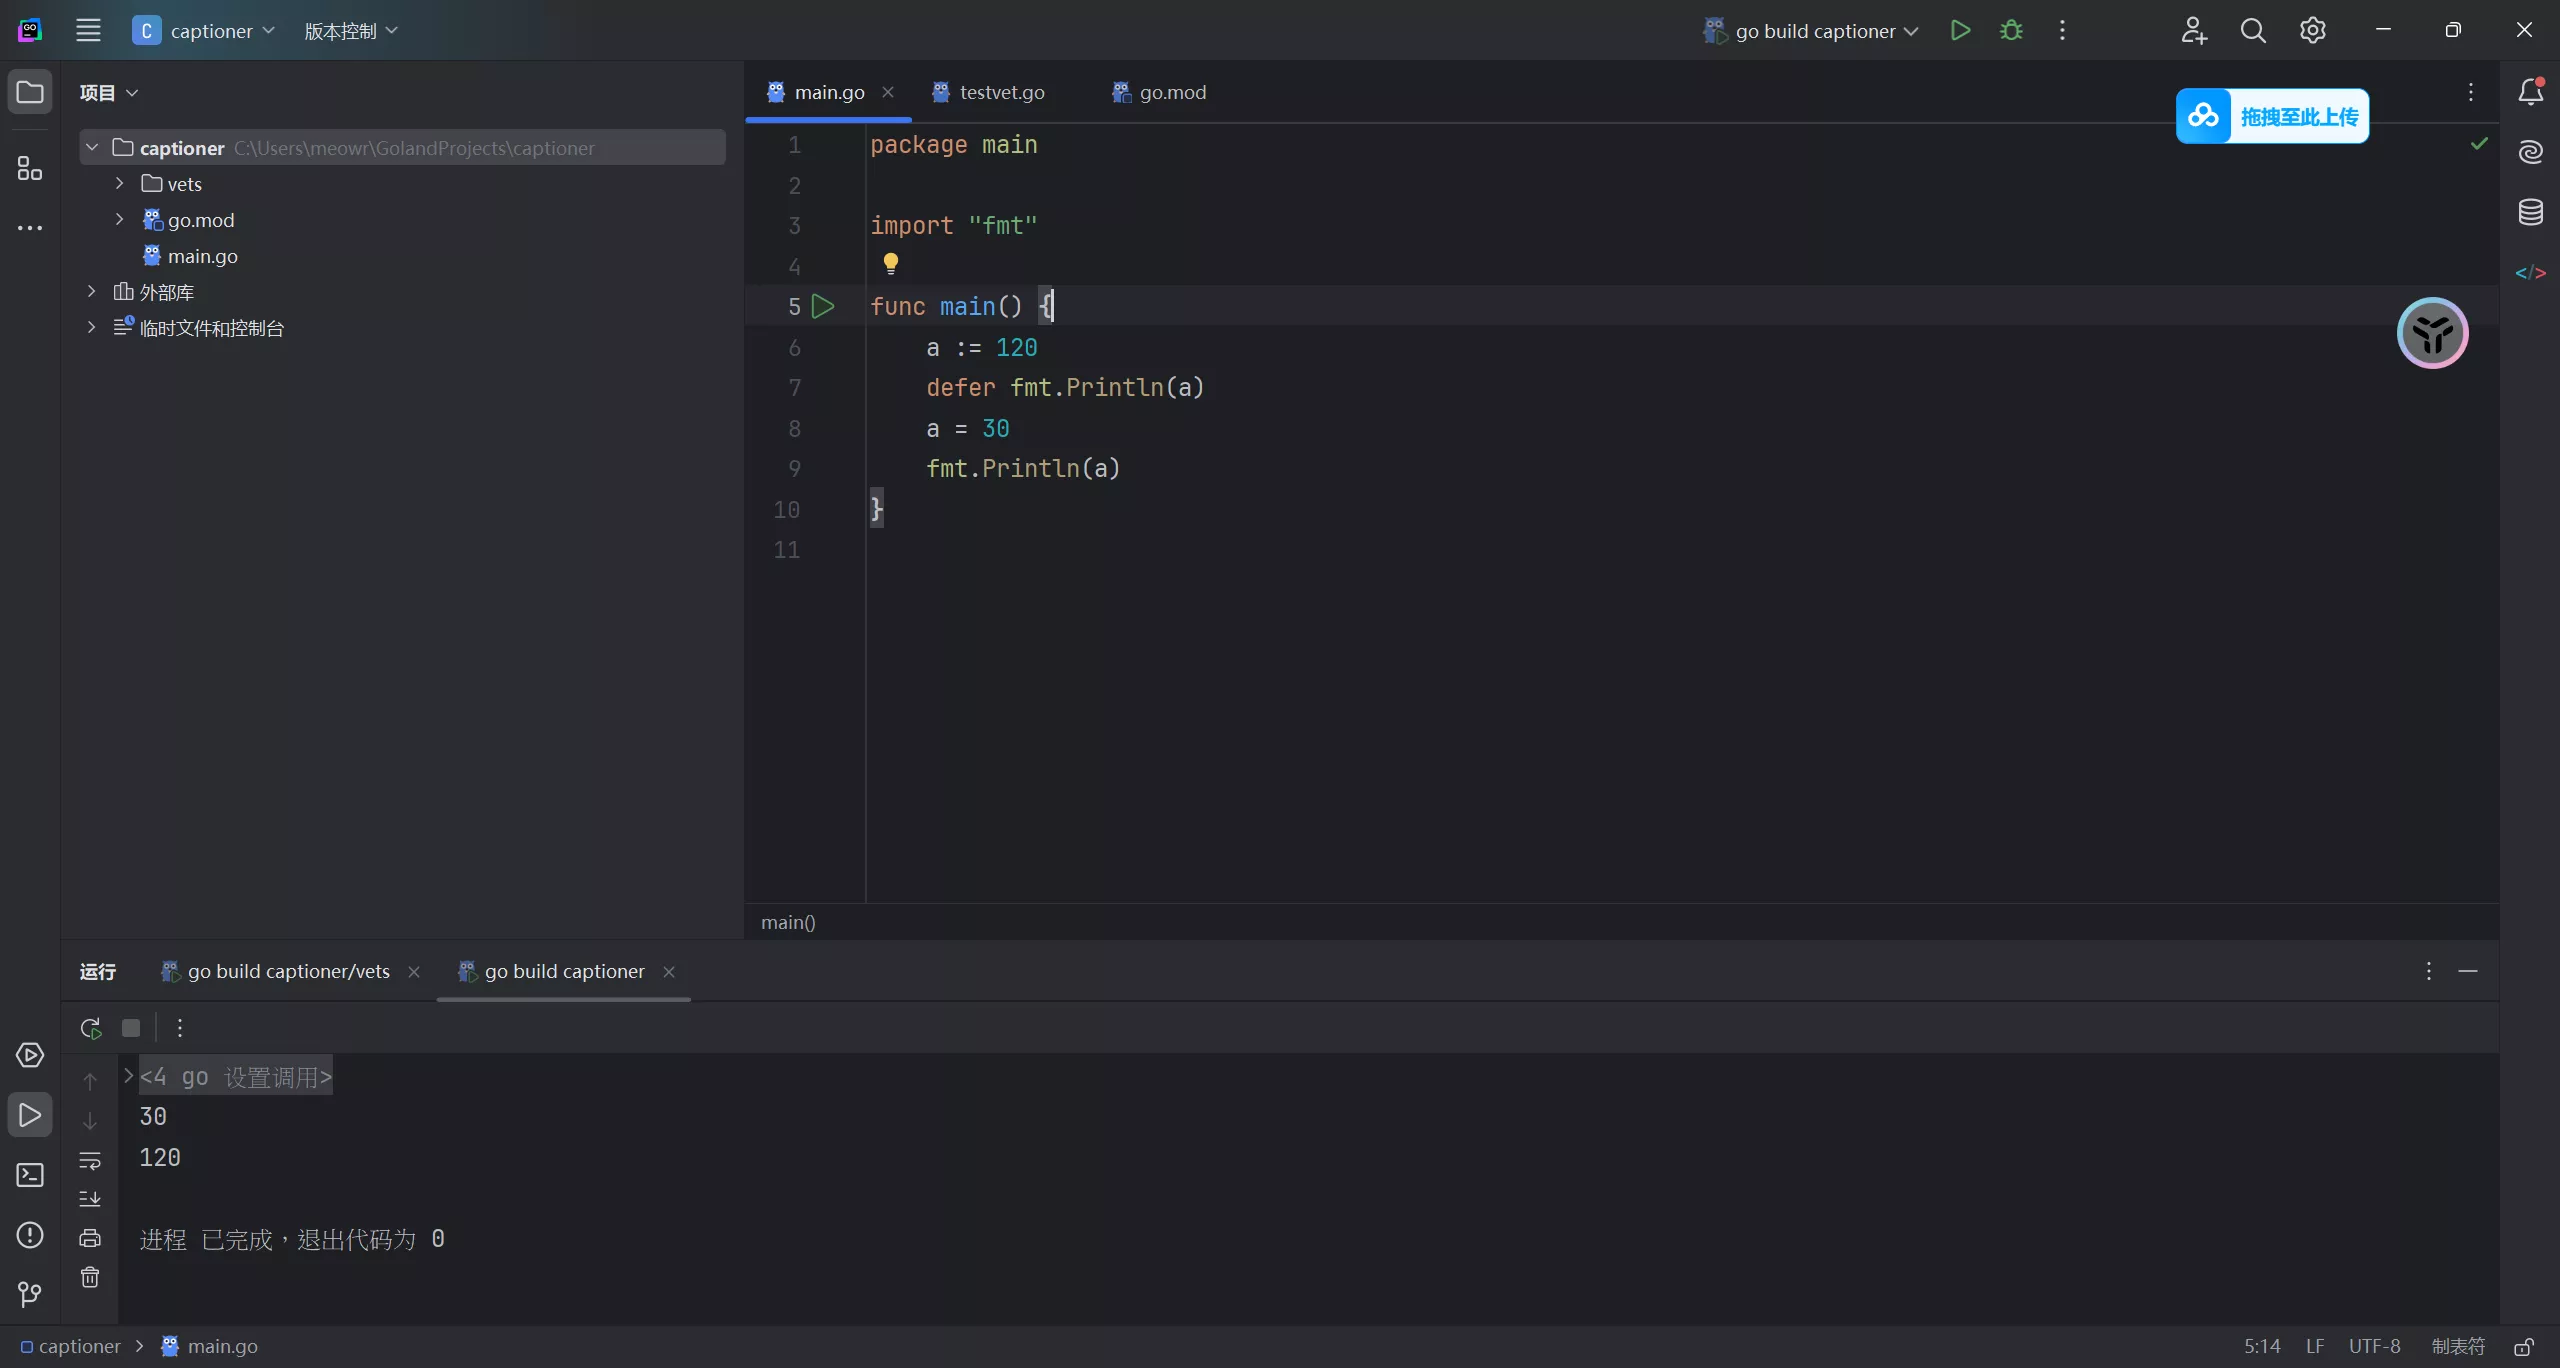 C captioner 版本控制
go build captioner
项目
captioner C:\Users\meowr\GolandProjects\captioner
vets
go.mod
main.go
外部库
临时文件和控制台
main.go testvet.go go.mod
拖拽至此上传
1 package main
2
3 import "fmt"
4
5 func main() {
6 a := 120
7 defer fmt.Println(a)
8 a = 30
9 fmt.Println(a)
10 }
11
main()
运行 go build captioner/vets go build captioner
<4 go 设置调用>
30
120
进程 已完成，退出代码为 0
captioner main.go
5:14 LF UTF-8 制表符